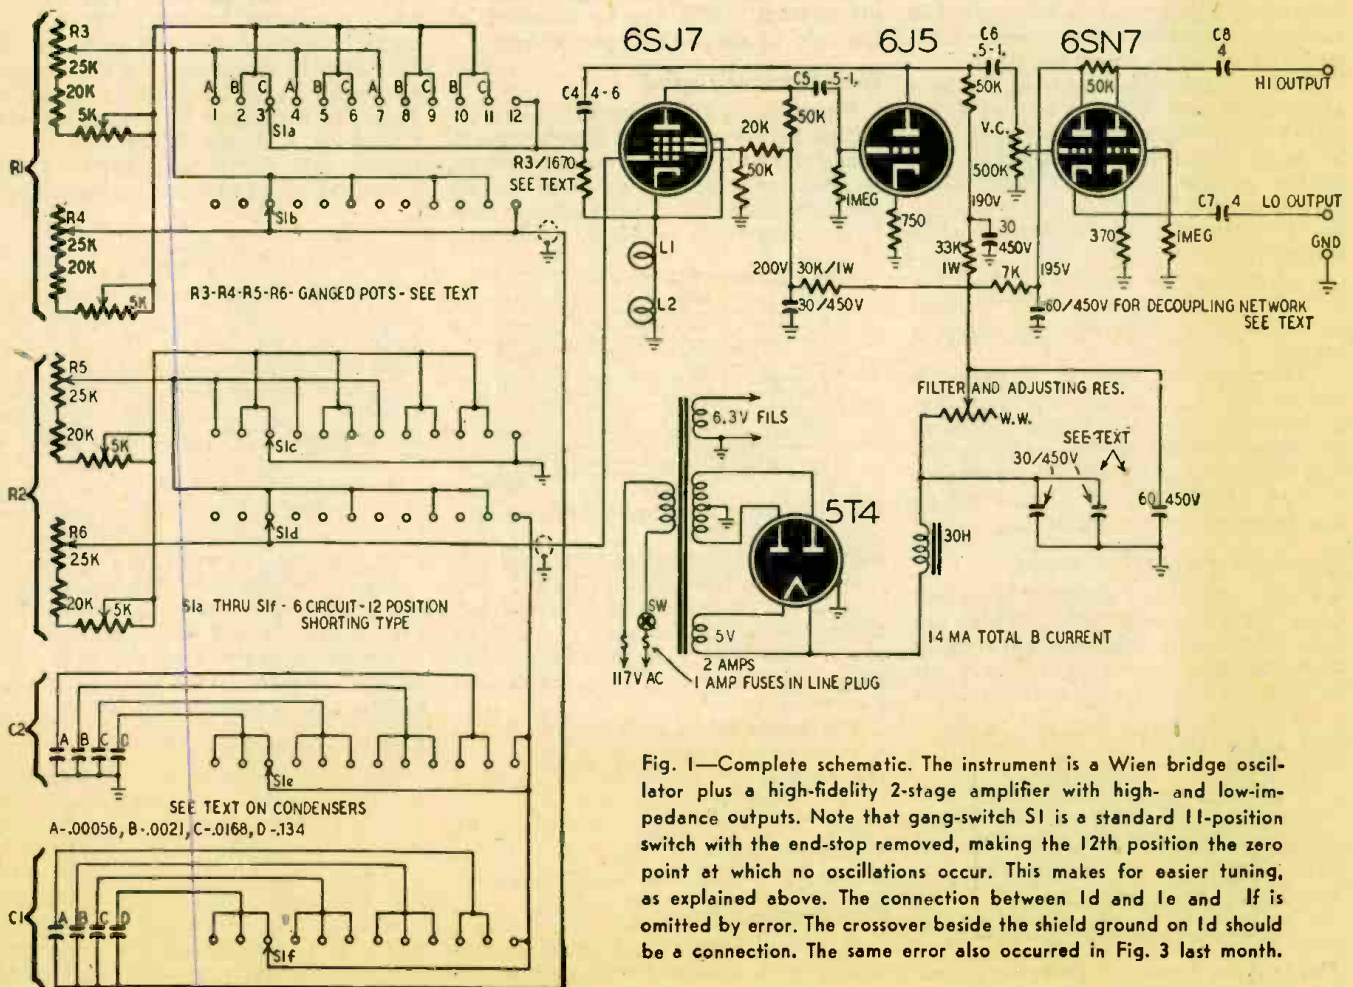 6SJ7
6J5
6SN7
R1
R3
25K
20K
5K
A B C A B C A B C B C
1 2 3 4 5 6 7 8 9 10 11 12
S1a
C4 4-6
R3/1670
SEE TEXT
C5 .5-1.
50K
20K
50K
1MEG
750
C6
.5-1.
50K
V.C.
500K
190V
30
450V
33K
1W
50K
C8
4
HI OUTPUT
C7 4
LO OUTPUT
GND
370
1MEG
7K
195V
200V
30K/1W
30/450V
60/450V FOR DECOUPLING NETWORK
SEE TEXT
L1
L2
R4
25K
20K
5K
S1b
R3-R4-R5-R6-GANGED POTS-SEE TEXT
R2
R5
25K
20K
5K
S1c
R6
25K
20K
5K
S1d
S1a THRU S1f - 6 CIRCUIT-12 POSITION
SHORTING TYPE
6.3V FILS
5T4
5V
2 AMPS
SW
117V AC
1 AMP FUSES IN LINE PLUG
FILTER AND ADJUSTING RES.
W.W.
SEE TEXT
30/450V
60 450V
30H
14 MA TOTAL B CURRENT
C2
A B C D
S1e
SEE TEXT ON CONDENSERS
A-.00056, B-.0021, C-.0168, D-.134
C1
A B C D
S1f
Fig. 1—Complete schematic. The instrument is a Wien bridge oscil-
lator plus a high-fidelity 2-stage amplifier with high- and low-im-
pedance outputs. Note that gang-switch S1 is a standard 11-position
switch with the end-stop removed, making the 12th position the zero
point at which no oscillations occur. This makes for easier tuning,
as explained above. The connection between 1d and 1e and 1f is
omitted by error. The crossover beside the shield ground on 1d should
be a connection. The same error also occurred in Fig. 3 last month.